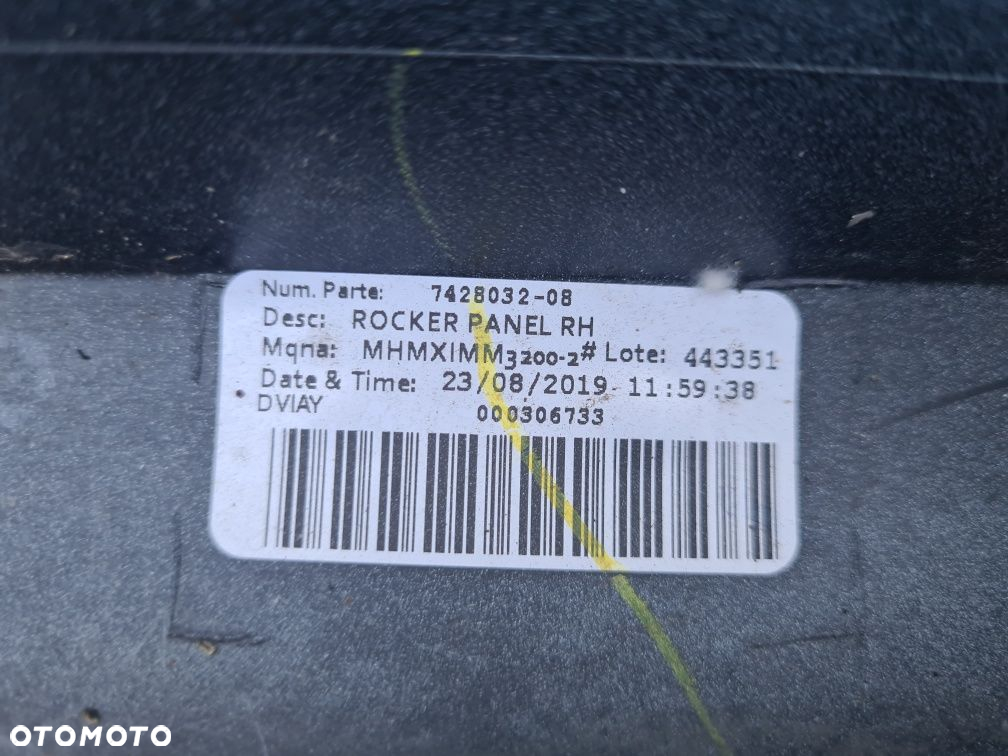 Num. Parte: 7428032-08
Desc: ROCKER PANEL RH
Mqna: MHMXIMM3200-2# Lote: 443351
Date & Time: 23/08/2019 11:59:38
DVIAY 000306733
OTOMOTO